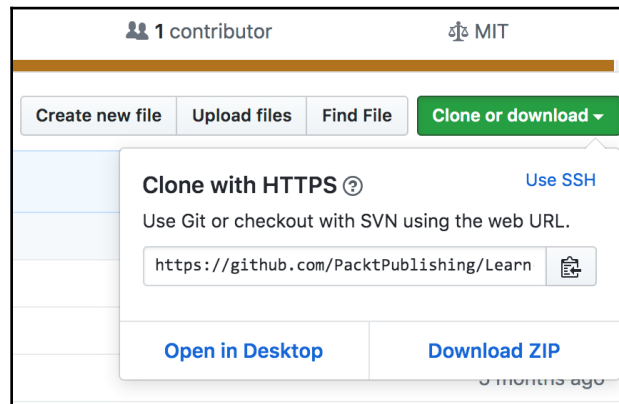 1 contributor
MIT
Create new file
Upload files
Find File
Clone or download
Clone with HTTPS
Use SSH
Use Git or checkout with SVN using the web URL.
https://github.com/PacktPublishing/Learn
Open in Desktop
Download ZIP
months ago